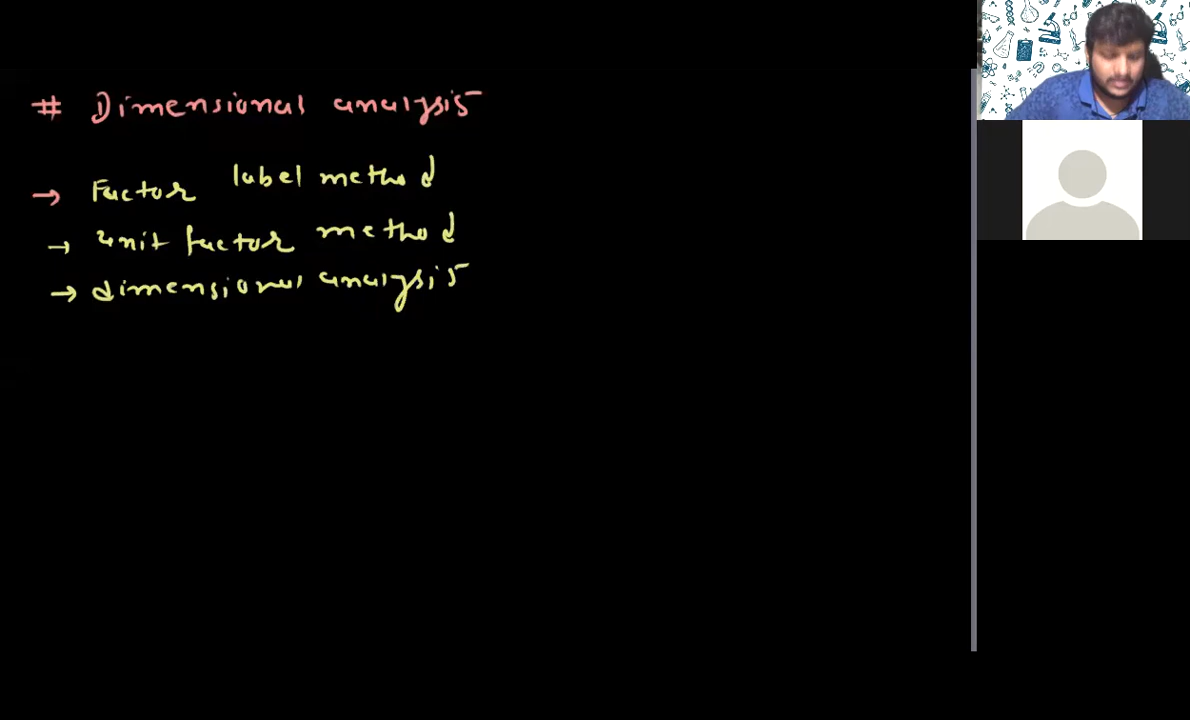 # Dimensional analysis
→ Factor label method
→ unit factor method
→ dimensional analysis